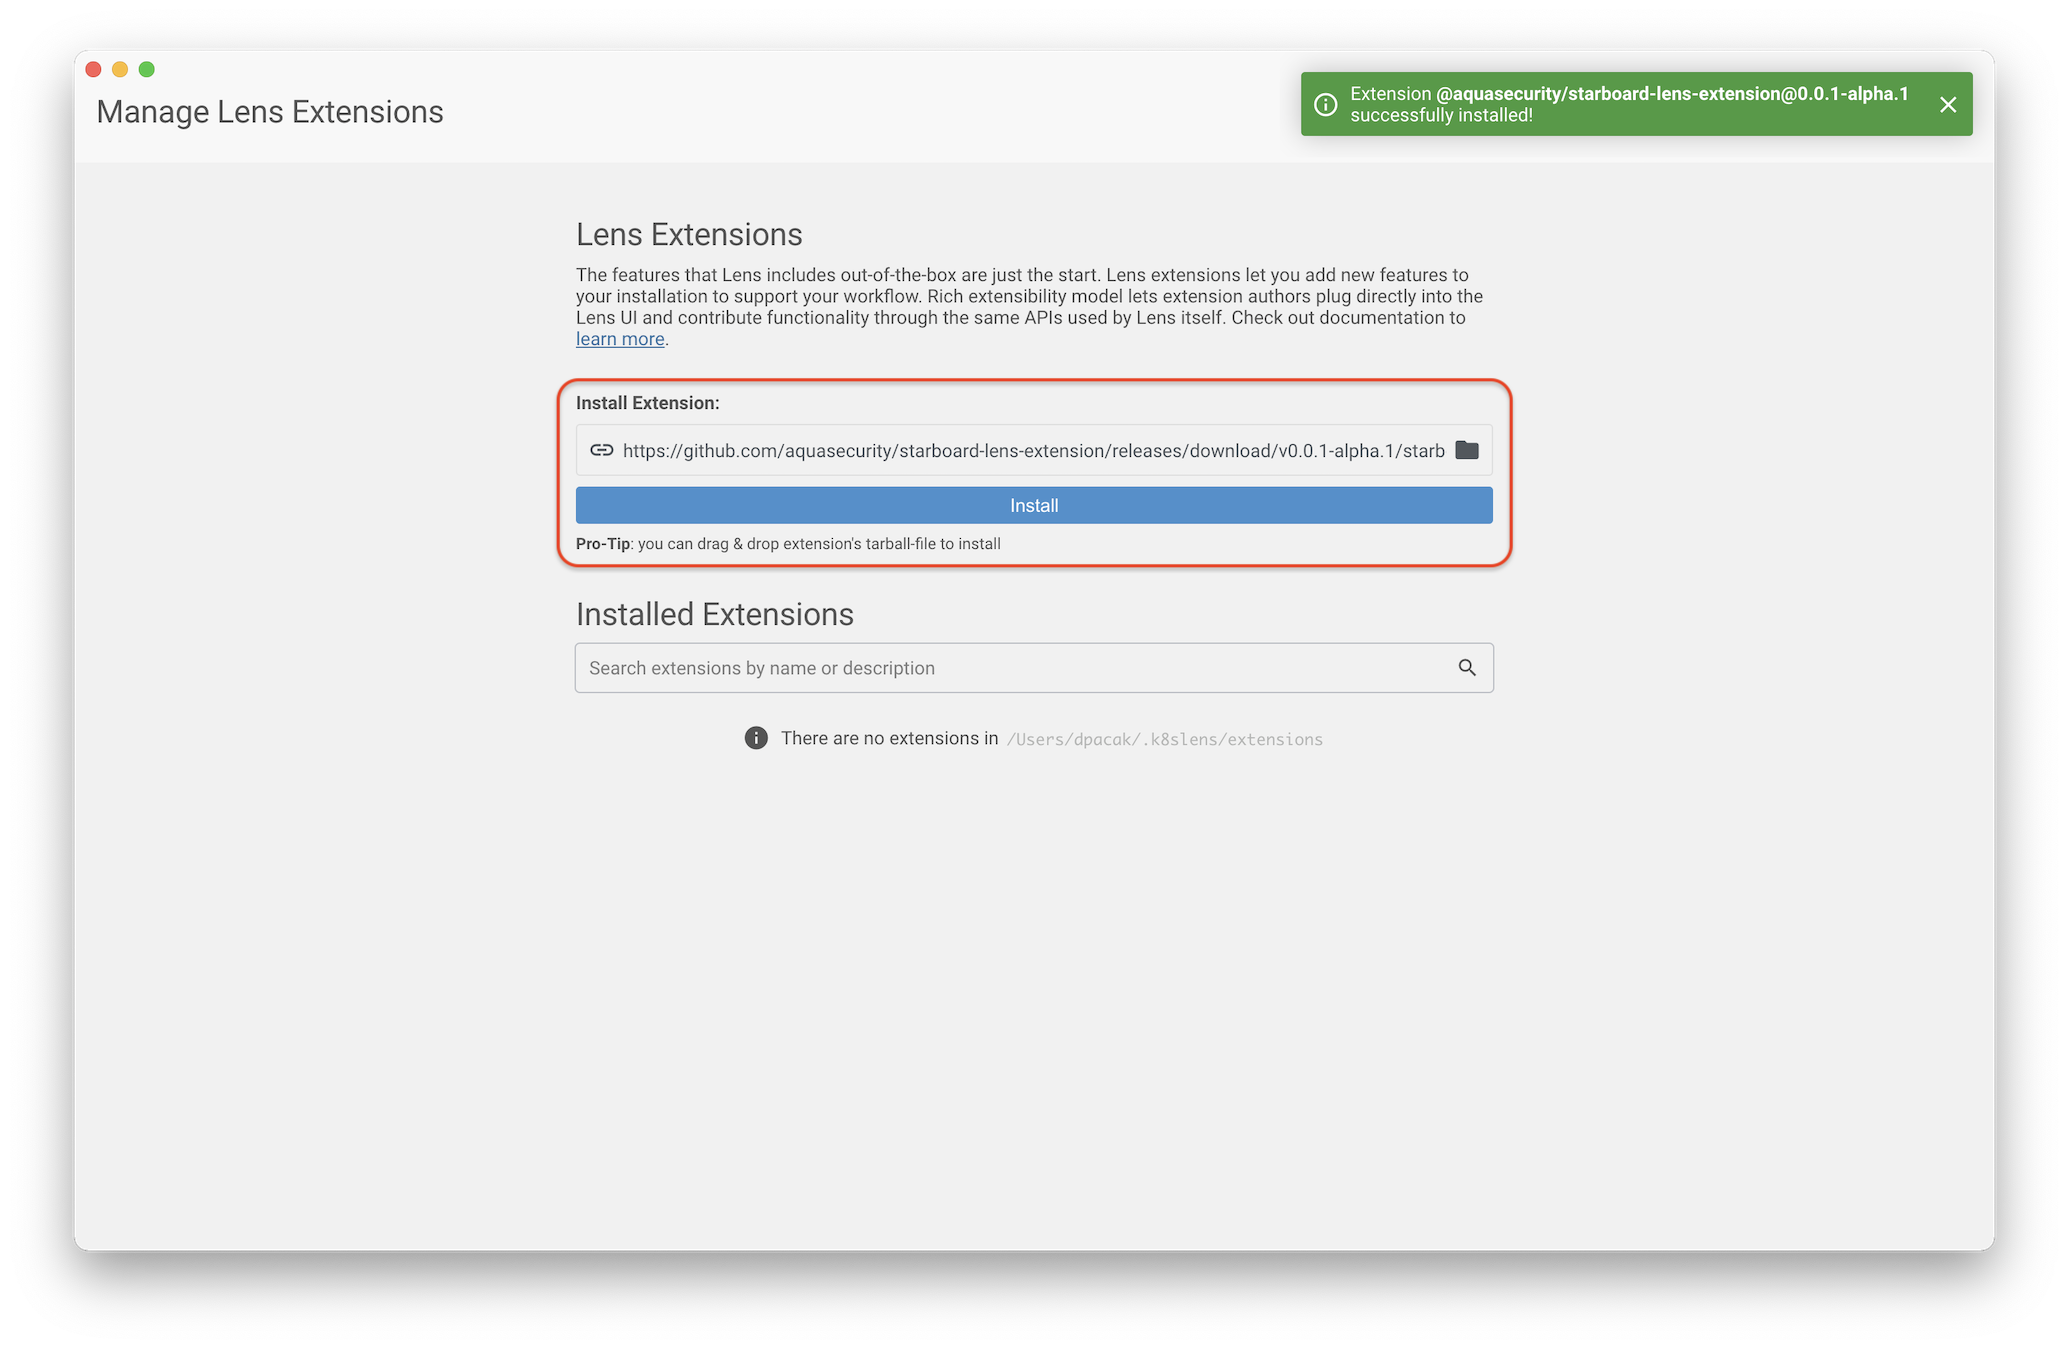 Manage Lens Extensions
Extension @aquasecurity/starboard-lens-extension@0.0.1-alpha.1
successfully installed!
Lens Extensions
The features that Lens includes out-of-the-box are just the start. Lens extensions let you add new features to
your installation to support your workflow. Rich extensibility model lets extension authors plug directly into the
Lens UI and contribute functionality through the same APIs used by Lens itself. Check out documentation to
learn more.
Install Extension:
https://github.com/aquasecurity/starboard-lens-extension/releases/download/v0.0.1-alpha.1/starb
Install
Pro-Tip: you can drag & drop extension's tarball-file to install
Installed Extensions
Search extensions by name or description
There are no extensions in /Users/dpacak/.k8slens/extensions